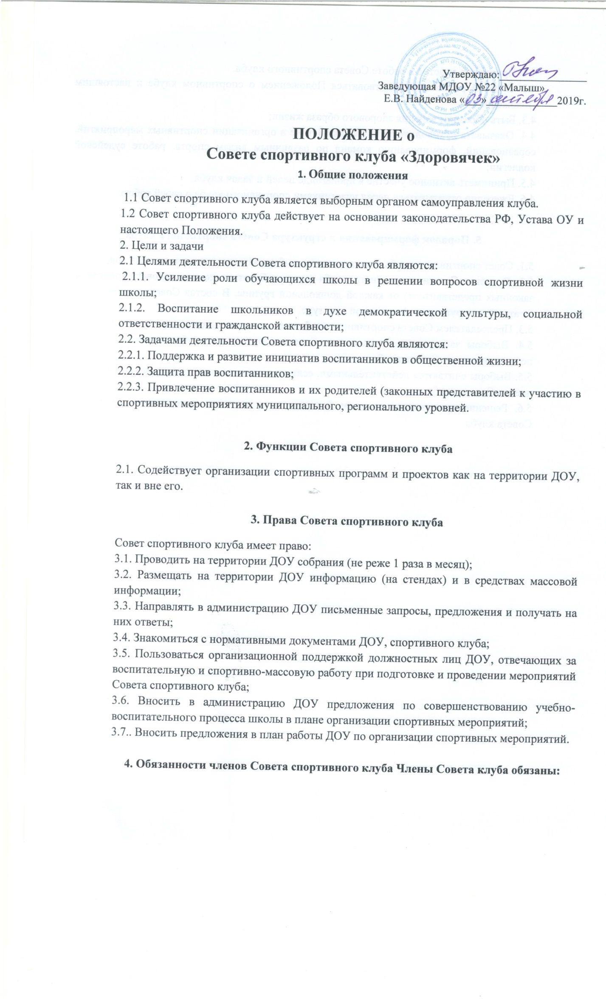 Утверждаю:
Заведующая МДОУ №22 «Малыш»
Е.В. Найденова «03» сентября 2019г.
ПОЛОЖЕНИЕ о
Совете спортивного клуба «Здоровячек»
1. Общие положения
1.1 Совет спортивного клуба является выборным органом самоуправления клуба.
1.2 Совет спортивного клуба действует на основании законодательства РФ, Устава ОУ и
настоящего Положения.
2. Цели и задачи
2.1 Целями деятельности Совета спортивного клуба являются:
2.1.1. Усиление роли обучающихся школы в решении вопросов спортивной жизни
школы;
2.1.2. Воспитание школьников в духе демократической культуры, социальной
ответственности и гражданской активности;
2.2. Задачами деятельности Совета спортивного клуба являются:
2.2.1. Поддержка и развитие инициатив воспитанников в общественной жизни;
2.2.2. Защита прав воспитанников;
2.2.3. Привлечение воспитанников и их родителей (законных представителей к участию в
спортивных мероприятиях муниципального, регионального уровней.
2. Функции Совета спортивного клуба
2.1. Содействует организации спортивных программ и проектов как на территории ДОУ,
так и вне его.
3. Права Совета спортивного клуба
Совет спортивного клуба имеет право:
3.1. Проводить на территории ДОУ собрания (не реже 1 раза в месяц);
3.2. Размещать на территории ДОУ информацию (на стендах) и в средствах массовой
информации;
3.3. Направлять в администрацию ДОУ письменные запросы, предложения и получать на
них ответы;
3.4. Знакомиться с нормативными документами ДОУ, спортивного клуба;
3.5. Пользоваться организационной поддержкой должностных лиц ДОУ, отвечающих за
воспитательную и спортивно-массовую работу при подготовке и проведении мероприятий
Совета спортивного клуба;
3.6. Вносить в администрацию ДОУ предложения по совершенствованию учебно-
воспитательного процесса школы в плане организации спортивных мероприятий;
3.7.. Вносить предложения в план работы ДОУ по организации спортивных мероприятий.
4. Обязанности членов Совета спортивного клуба Члены Совета клуба обязаны: